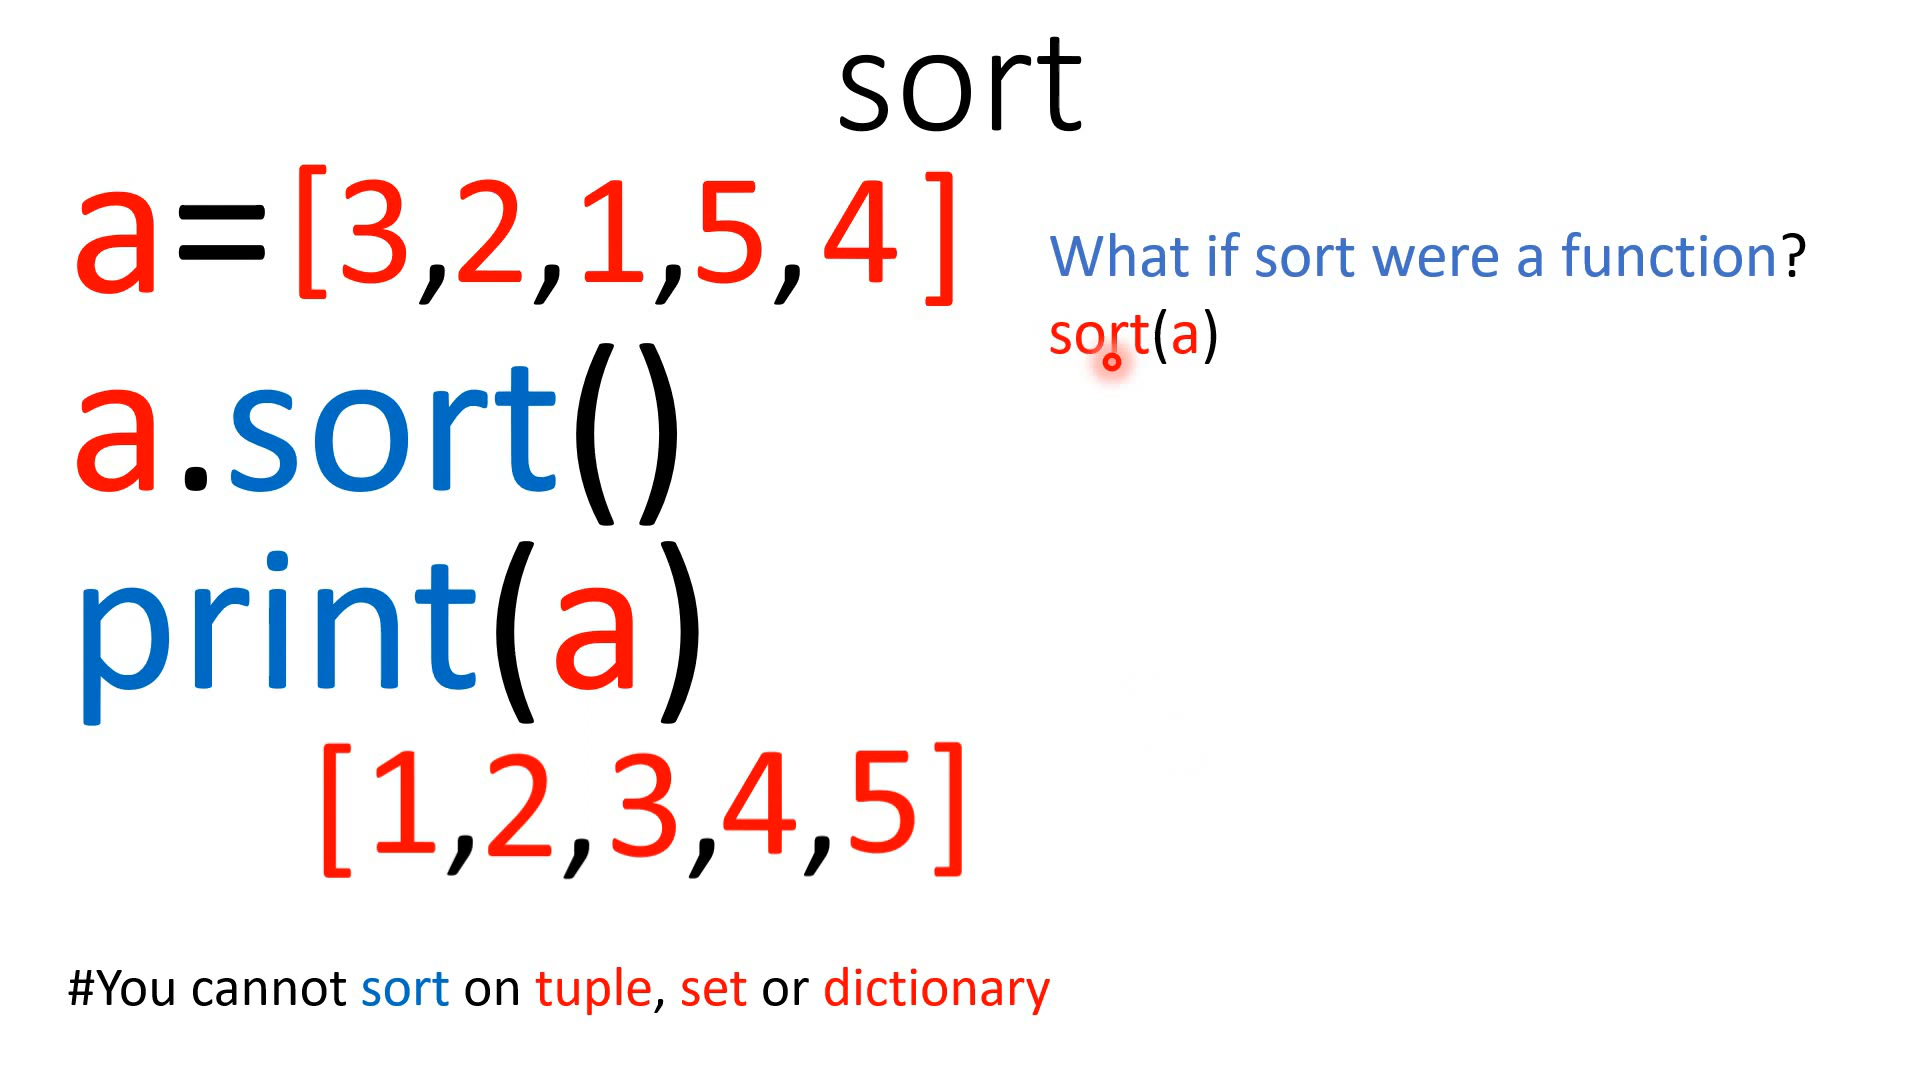 sort
a=[3,2,1,5,4]
a.sort()
print(a)
[1,2,3,4,5]
What if sort were a function?
sort(a)
#You cannot sort on tuple, set or dictionary